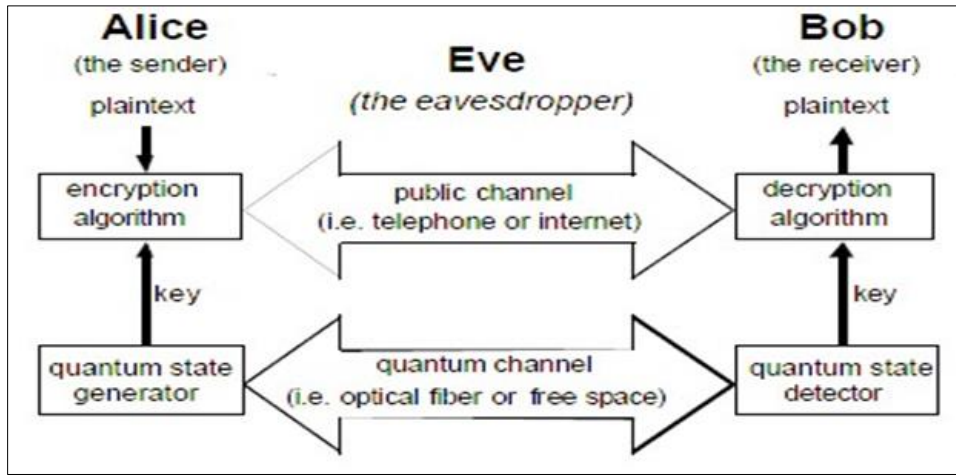 Alice
(the sender)
plaintext
Eve
(the eavesdropper)
Bob
(the receiver)
plaintext
encryption
algorithm
public channel
(i.e. telephone or internet)
decryption
algorithm
key
key
quantum state
generator
quantum channel
(i.e. optical fiber or free space)
quantum state
detector